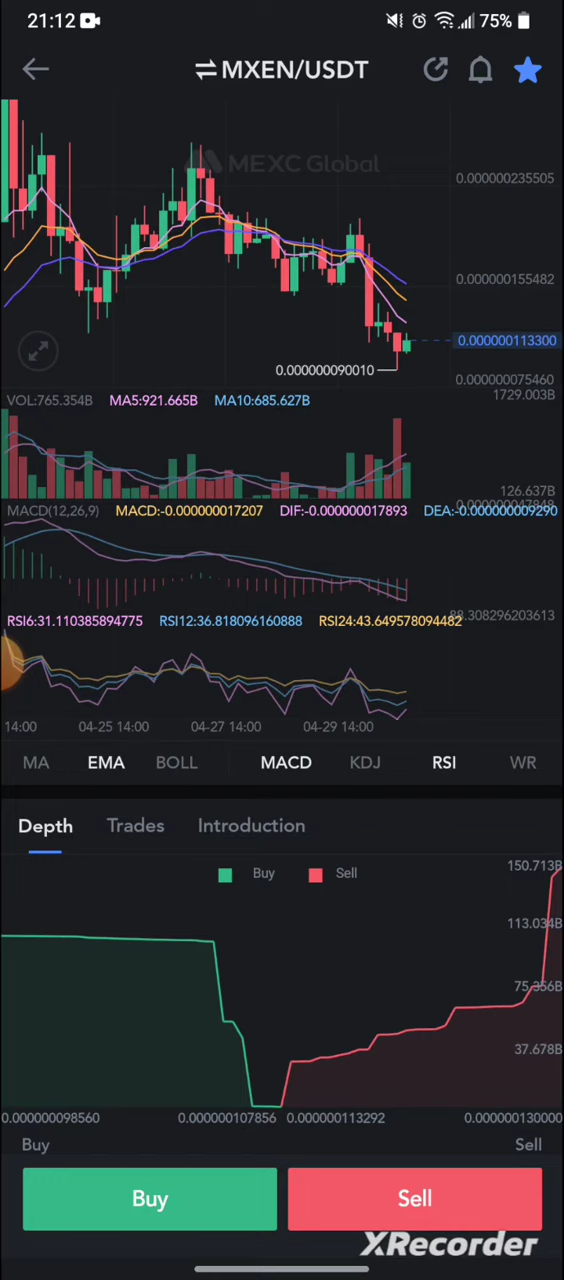 21:12
75%
MXEN/USDT
MEXC Global
0.000000235505
0.000000155482
0.000000113300
0.000000090010
0.000000075460
VOL:765.354B MA5:921.665B MA10:685.627B
1729.003B
126.637B
MACD(12,26,9) MACD:-0.000000017207 DIF:-0.000000017893 DEA:-0.000000009290
RSI6:31.110385894775 RSI12:36.818096160888 RSI24:43.649578094482
14:00 04-25 14:00 04-27 14:00 04-29 14:00
MA EMA BOLL MACD KDJ RSI WR
Depth Trades Introduction
Buy Sell
150.713B
113.034B
75.356B
37.678B
0.000000098560 0.000000107856 0.000000113292 0.000000130000
Buy Sell
Buy Sell
XRecorder